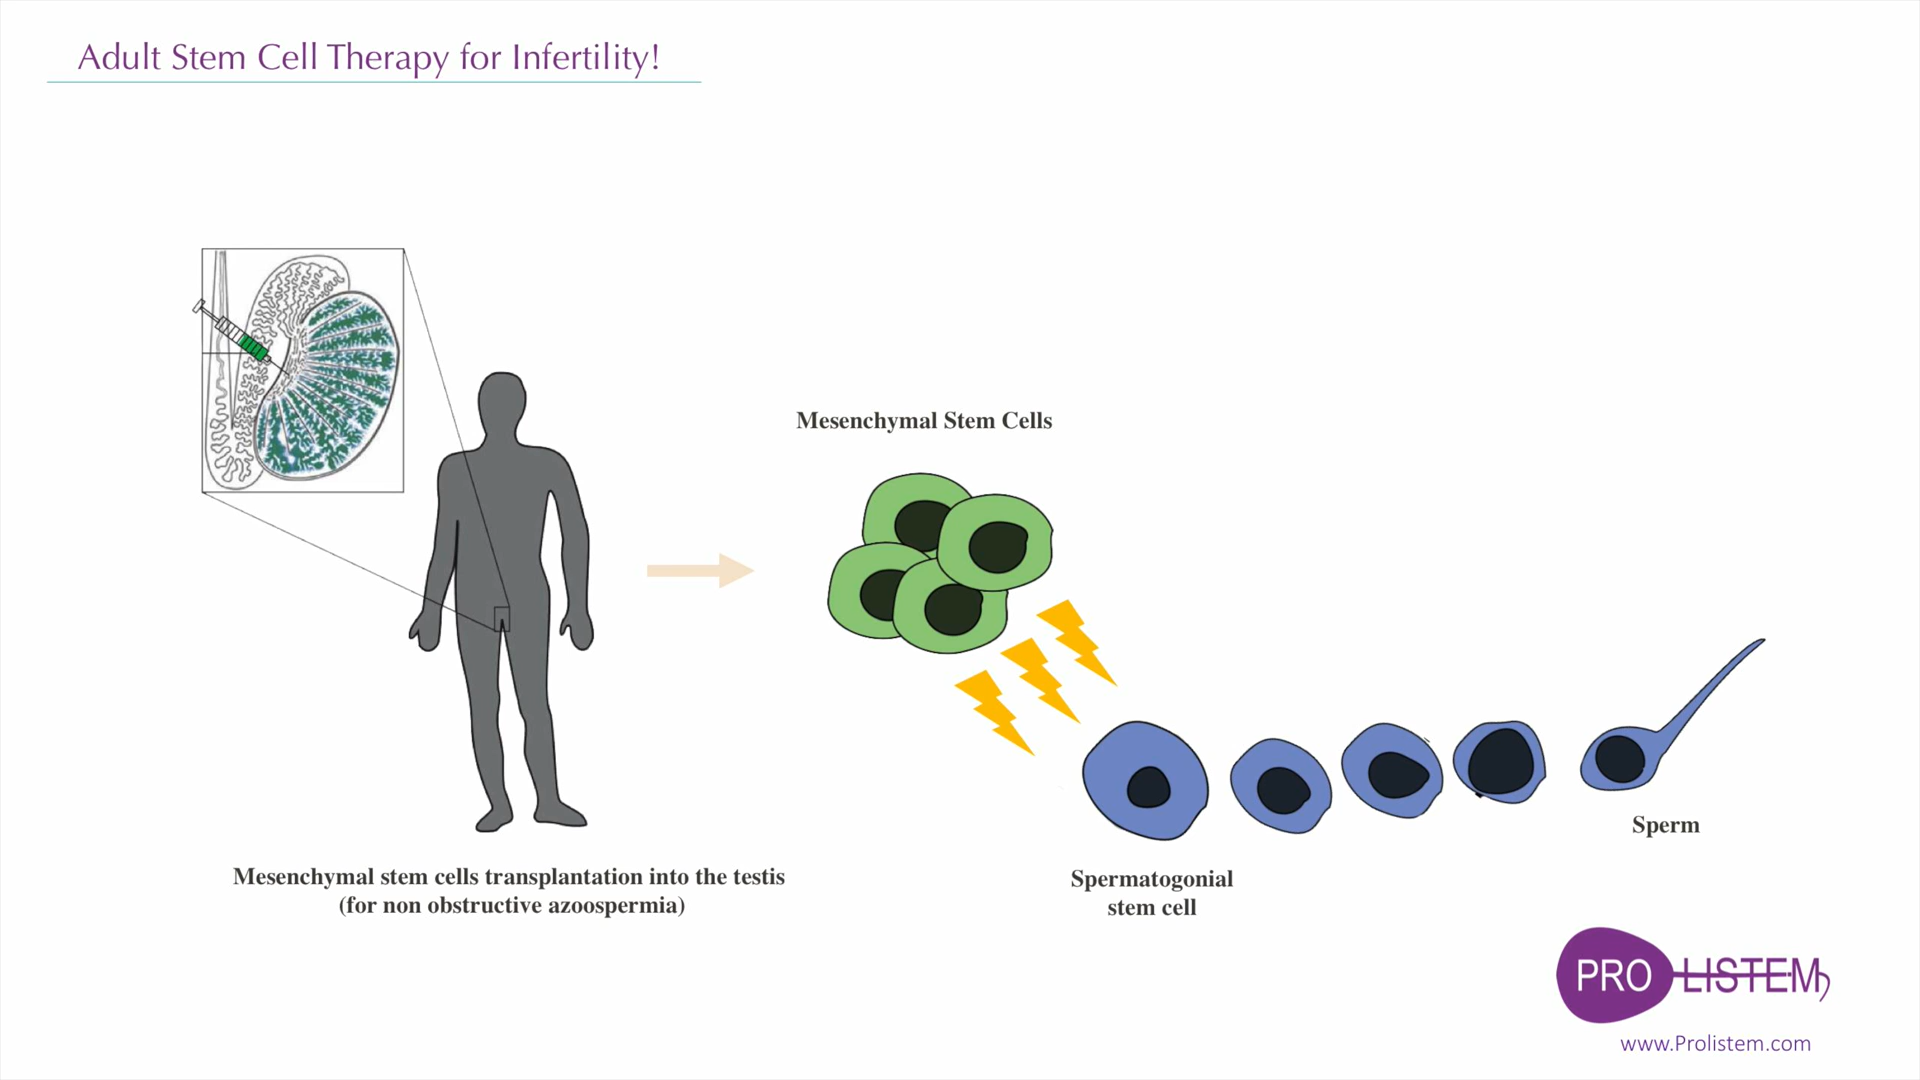 Adult Stem Cell Therapy for Infertility!
Mesenchymal Stem Cells
Mesenchymal stem cells transplantation into the testis
(for non obstructive azoospermia)
Spermatogonial
stem cell
Sperm
PRO LISTEM
www.Prolistem.com